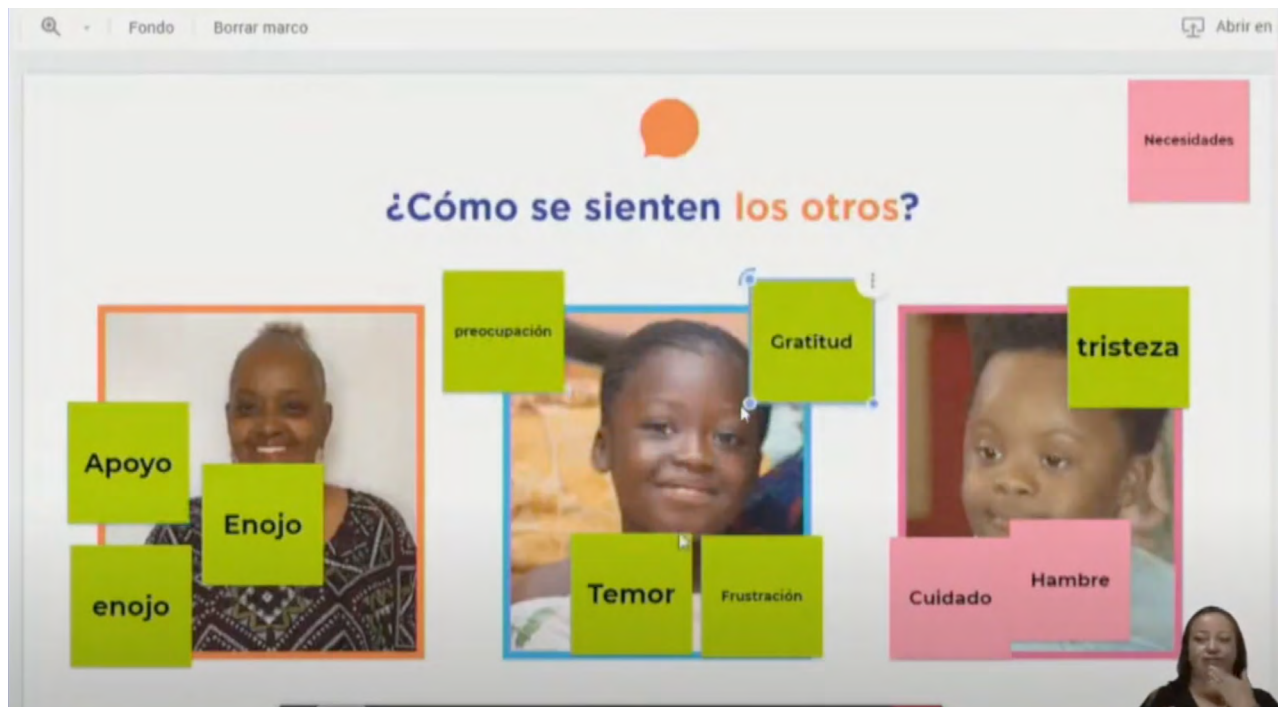 Fondo
Borrar marco
Abrir en
Necesidades
¿Cómo se sienten los otros?
preocupación
Gratitud
tristeza
Apoyo
Enojo
enojo
Temor
Frustración
Cuidado
Hambre